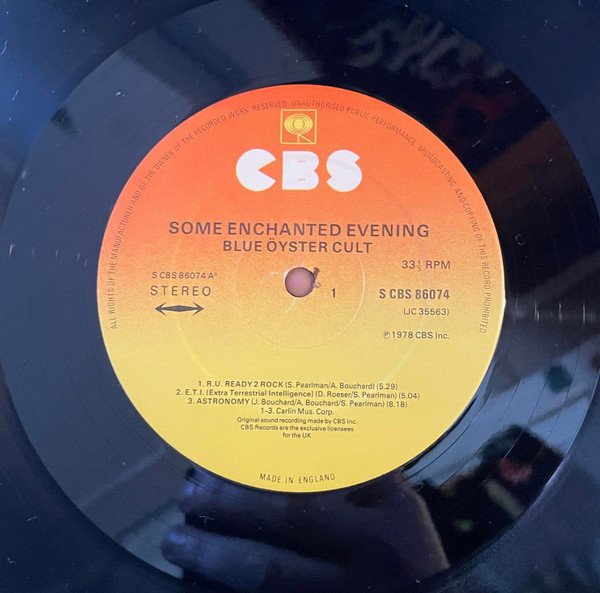 ALL RIGHTS OF THE MANUFACTURER AND OF THE OWNER OF THE RECORDED WORK RESERVED. UNAUTHORISED PUBLIC PERFORMANCE, BROADCASTING AND COPYING OF THIS RECORD PROHIBITED
CBS
SOME ENCHANTED EVENING
BLUE ÖYSTER CULT
33⅓ RPM
S CBS 86074 A°
STEREO
1
S CBS 86074
(JC 35563)
℗ 1978 CBS Inc.
1. R.U. READY 2 ROCK (S. Pearlman/A. Bouchard) (5.29)
2. E.T.I. (Extra Terrestrial Intelligence) (D. Roeser/S. Pearlman) (5.04)
3. ASTRONOMY (J. Bouchard/A. Bouchard/S. Pearlman) (8.18)
1-3. Carlin Mus. Corp.
Original sound recording made by CBS Inc.
CBS Records are the exclusive licensees
for the UK
MADE IN ENGLAND